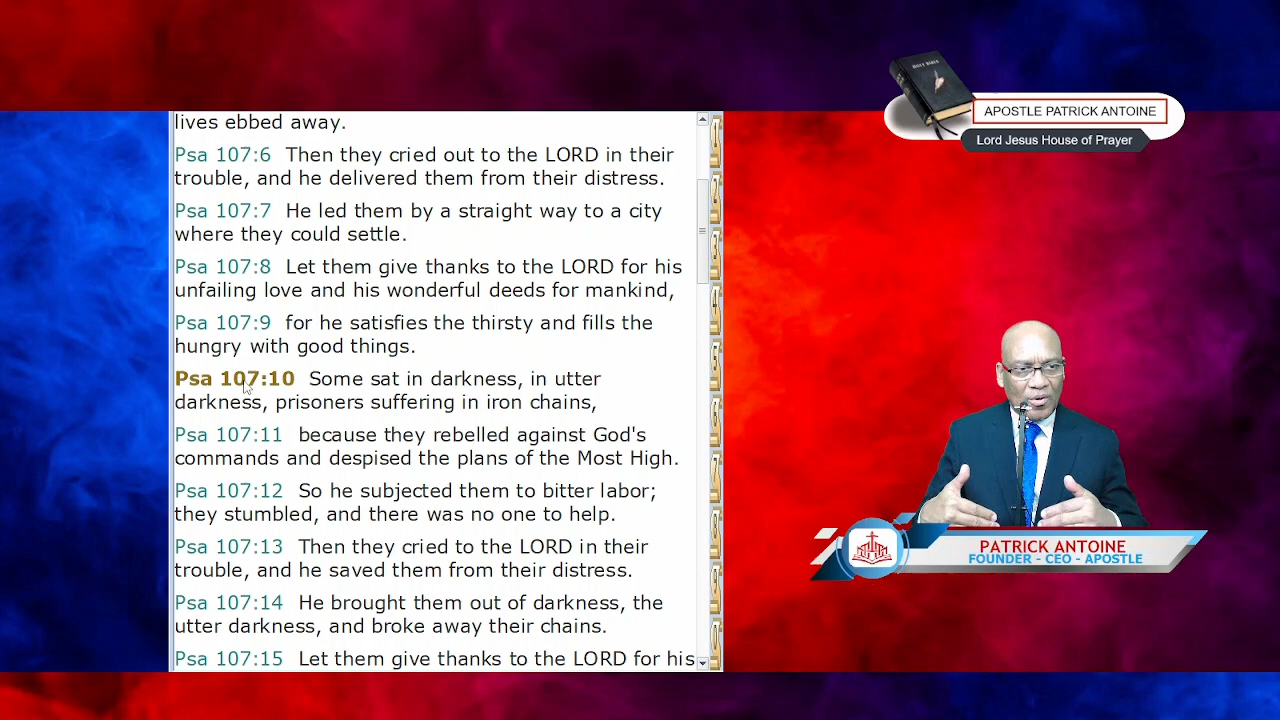 lives ebbed away.
Psa 107:6 Then they cried out to the LORD in their
trouble, and he delivered them from their distress.
Psa 107:7 He led them by a straight way to a city
where they could settle.
Psa 107:8 Let them give thanks to the LORD for his
unfailing love and his wonderful deeds for mankind,
Psa 107:9 for he satisfies the thirsty and fills the
hungry with good things.
Psa 107:10 Some sat in darkness, in utter
darkness, prisoners suffering in iron chains,
Psa 107:11 because they rebelled against God's
commands and despised the plans of the Most High.
Psa 107:12 So he subjected them to bitter labor;
they stumbled, and there was no one to help.
Psa 107:13 Then they cried to the LORD in their
trouble, and he saved them from their distress.
Psa 107:14 He brought them out of darkness, the
utter darkness, and broke away their chains.
Psa 107:15 Let them give thanks to the LORD for his
HOLY BIBLE
APOSTLE PATRICK ANTOINE
Lord Jesus House of Prayer
PATRICK ANTOINE
FOUNDER - CEO - APOSTLE